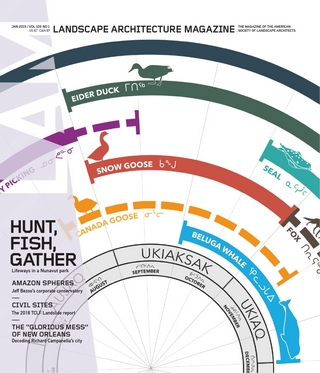 JAN 2019 / VOL 109 NO 1
US $7 CAN $9
LANDSCAPE ARCHITECTURE MAGAZINE
THE MAGAZINE OF THE AMERICAN
SOCIETY OF LANDSCAPE ARCHITECTS
LAM
EIDER DUCK ᒥᑎᖅ
Y PICKING
SNOW GOOSE ᑲᖑᖅ
SEAL
CANADA GOOSE
FOX
BELUGA WHALE
HUNT,
FISH,
GATHER
Lifeways in a Nunavut park
AMAZON SPHERES
Jeff Bezos's corporate conservatory
CIVIL SITES
The 2018 TCLF Landslide report
THE "GLORIOUS MESS"
OF NEW ORLEANS
Decoding Richard Campanella's city
UKIAKSAK
UKIAQ
AUGUST
SEPTEMBER
OCTOBER
NOVEMBER
DECEMBER